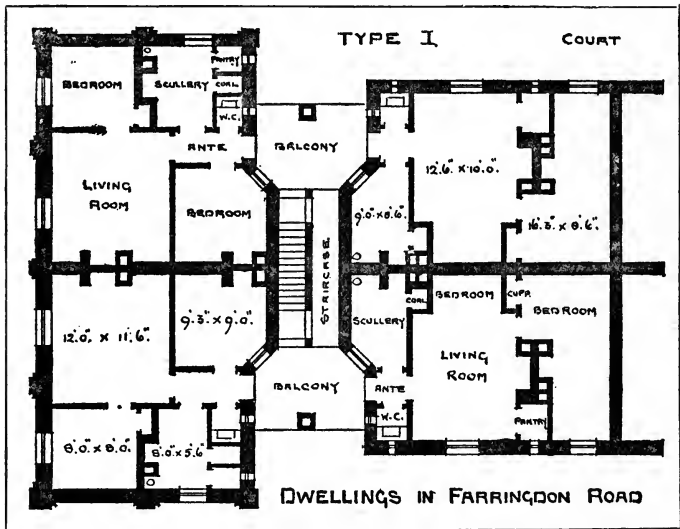 TYPE I
COURT
BEDROOM
SCULLERY
PANTRY
COAL
W.C.
ANTE
BALCONY
LIVING
ROOM
BEDROOM
STAIRCASE
12'.6". x 10'.0".
9'.0" x 8'.6".
16'.3" x 8'.6".
12'.0". x 11'.6".
9'.3". x 9'.0".
COAL
SCULLERY
BEDROOM
CUPD
BEDROOM
LIVING
ROOM
BALCONY
ANTE
W.C.
PANTRY
8'.0". x 8'.0".
8'.0" x 5'.6"
DWELLINGS IN FARRINGDON ROAD